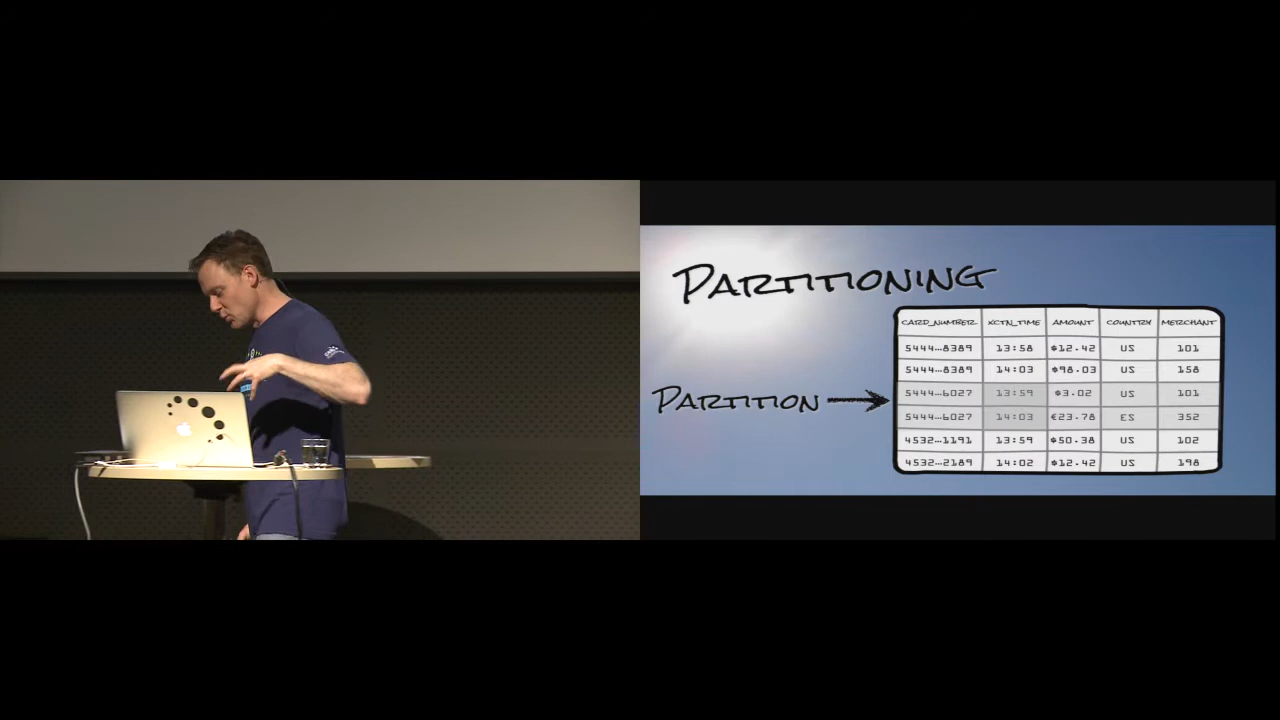 Partitioning
CARD_NUMBER XCTN_TIME AMOUNT COUNTRY MERCHANT
5444...8389 13:58 $12.42 US 101
5444...8389 14:03 $98.03 US 158
Partition
5444...6027 13:59 $3.02 US 101
5444...6027 14:03 €23.78 ES 352
4532...1191 13:59 $50.38 US 102
4532...2189 14:02 $12.42 US 198